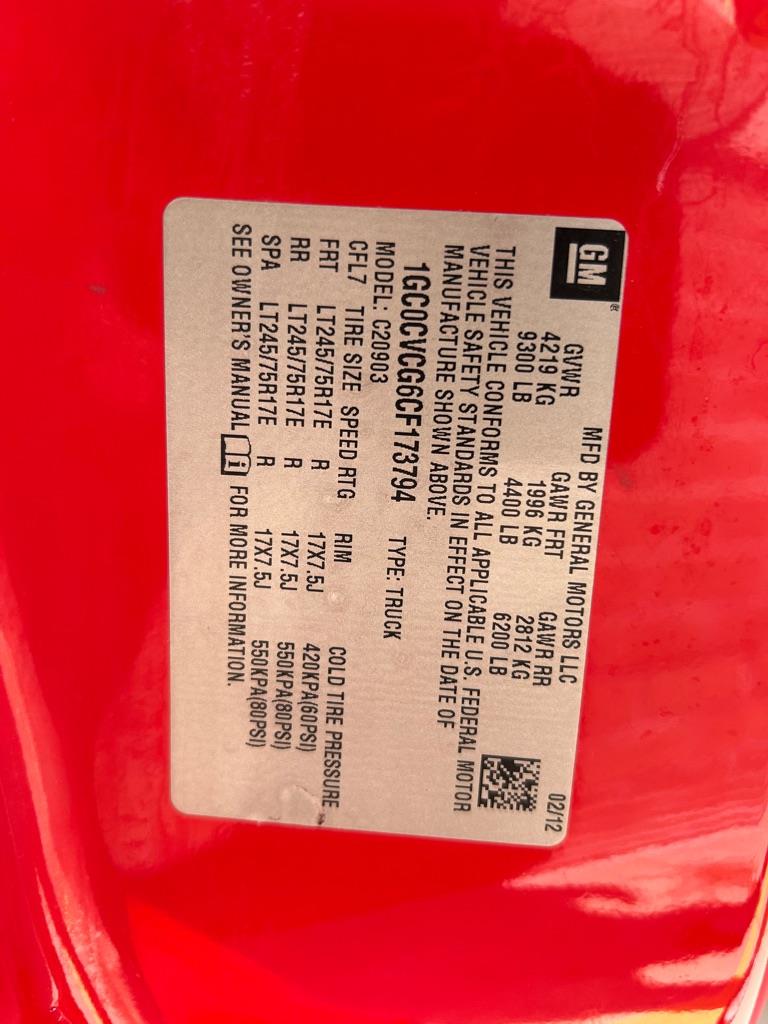 GM®
MFD BY GENERAL MOTORS LLC 02/12
GVWR GAWR FRT GAWR RR
4219 KG 1996 KG 2812 KG
9300 LB 4400 LB 6200 LB
THIS VEHICLE CONFORMS TO ALL APPLICABLE U.S. FEDERAL MOTOR
VEHICLE SAFETY STANDARDS IN EFFECT ON THE DATE OF
MANUFACTURE SHOWN ABOVE.
1GC0CVCG6CF173794 TYPE: TRUCK
MODEL: C20903
CFL7 TIRE SIZE SPEED RTG RIM COLD TIRE PRESSURE
FRT LT245/75R17E R 17X7.5J 420KPA(60PSI)
RR LT245/75R17E R 17X7.5J 550KPA(80PSI)
SPA LT245/75R17E R 17X7.5J 550KPA(80PSI)
SEE OWNER'S MANUAL FOR MORE INFORMATION.